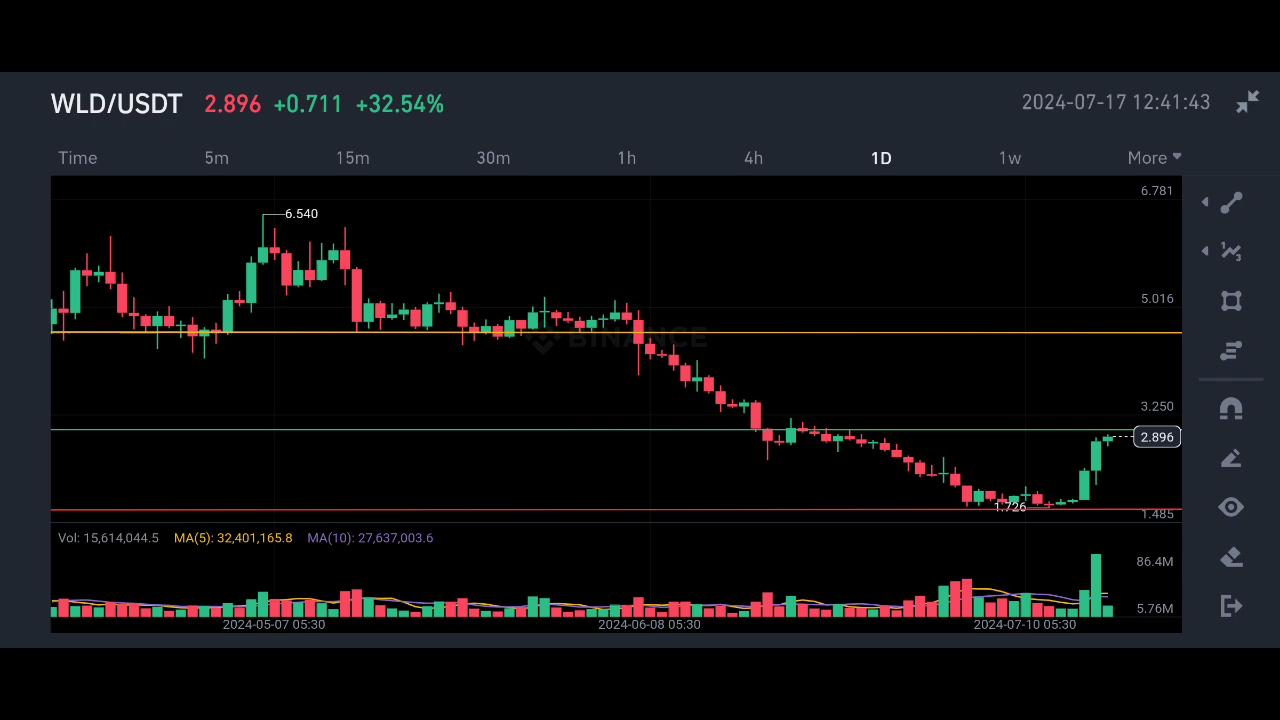 WLD/USDT 2.896 +0.711 +32.54% 2024-07-17 12:41:43
Time 5m 15m 30m 1h 4h 1D 1w More
6.781
6.540
5.016
BINANCE
3.250
2.896
1.726
1.485
Vol: 15,614,044.5 MA(5): 32,401,165.8 MA(10): 27,637,003.6
86.4M
5.76M
2024-05-07 05:30 2024-06-08 05:30 2024-07-10 05:30